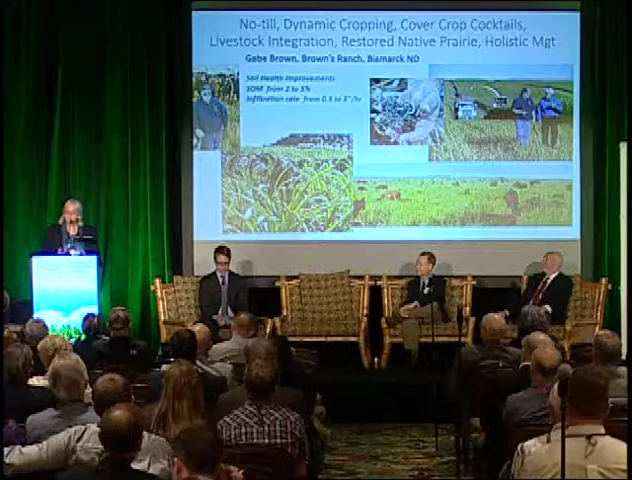 No-till, Dynamic Cropping, Cover Crop Cocktails,
Livestock Integration, Restored Native Prairie, Holistic Mgt
Gabe Brown, Brown's Ranch, Bismarck ND
Soil Health Improvements
SOM from 2 to 5%
Infiltration rate from 0.5 to 8"/hr